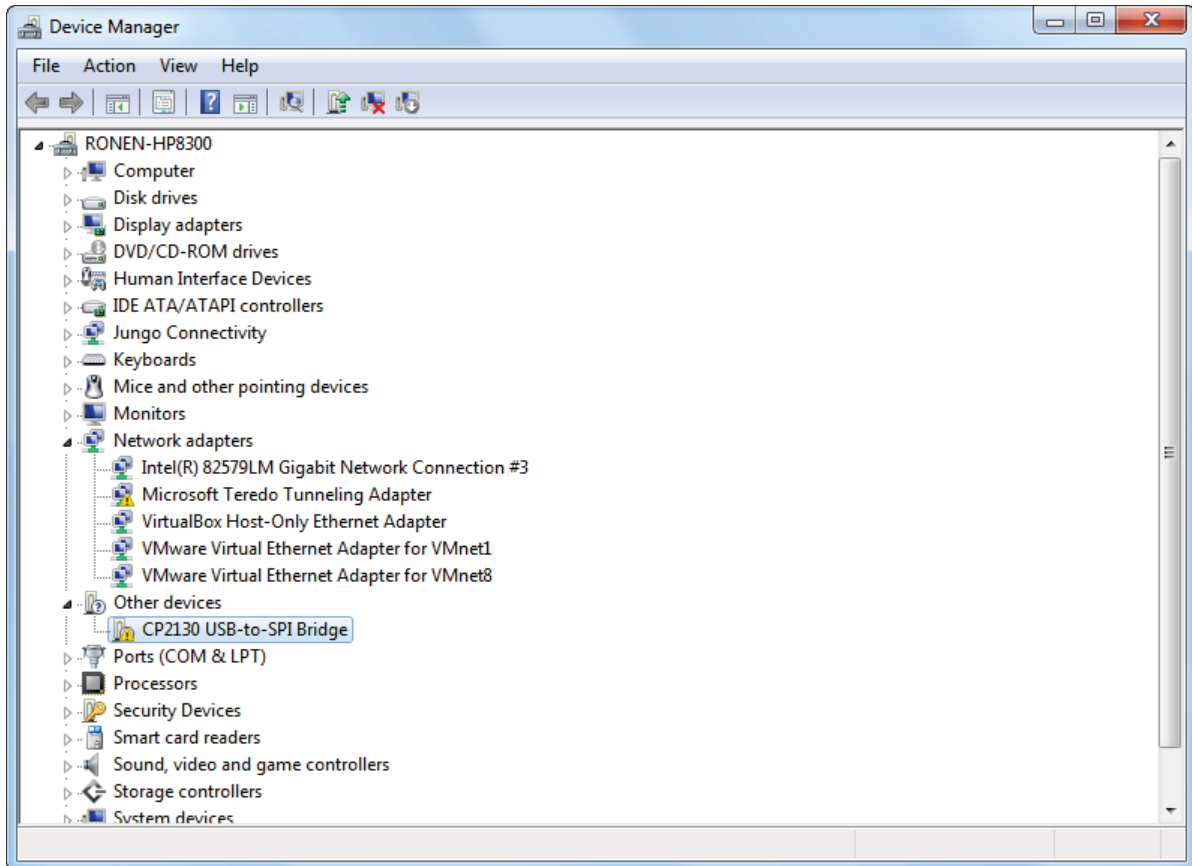 Device Manager
File Action View Help
RONEN-HP8300
Computer
Disk drives
Display adapters
DVD/CD-ROM drives
Human Interface Devices
IDE ATA/ATAPI controllers
Jungo Connectivity
Keyboards
Mice and other pointing devices
Monitors
Network adapters
Intel(R) 82579LM Gigabit Network Connection #3
Microsoft Teredo Tunneling Adapter
VirtualBox Host-Only Ethernet Adapter
VMware Virtual Ethernet Adapter for VMnet1
VMware Virtual Ethernet Adapter for VMnet8
Other devices
CP2130 USB-to-SPI Bridge
Ports (COM & LPT)
Processors
Security Devices
Smart card readers
Sound, video and game controllers
Storage controllers
System devices